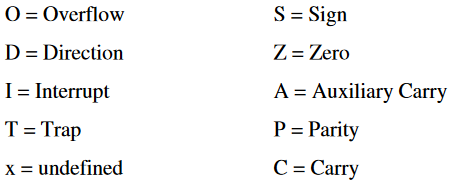 O = Overflow
D = Direction
I = Interrupt
T = Trap
x = undefined
S = Sign
Z = Zero
A = Auxiliary Carry
P = Parity
C = Carry